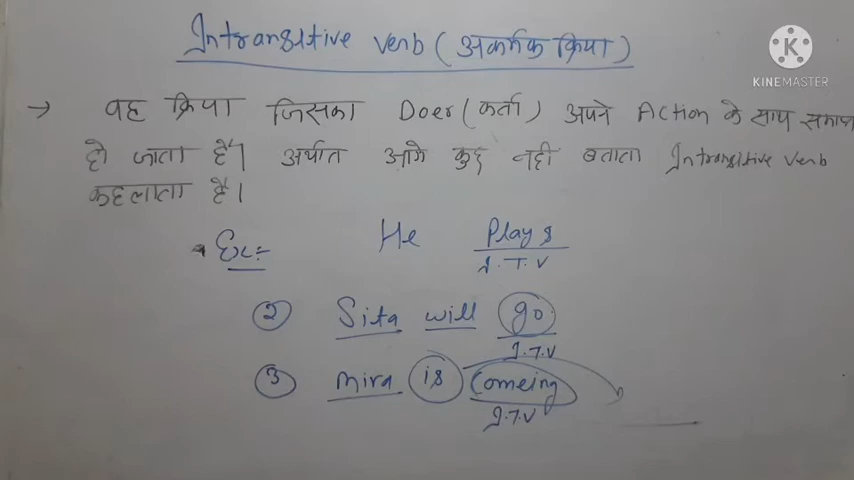 Intransitive verb (अकर्मक क्रिया)
K
KINEMASTER
→ वह क्रिया जिसका Doer (कर्ता) अपने Action के साथ समाप्त
हो जाता है। अर्थात आगे कुछ नही बताता Intransitive verb
कहलाता है।
Ex:- He Plays
I.T.V
② Sita will go
I.T.V
③ Mira is Comeing
I.T.V